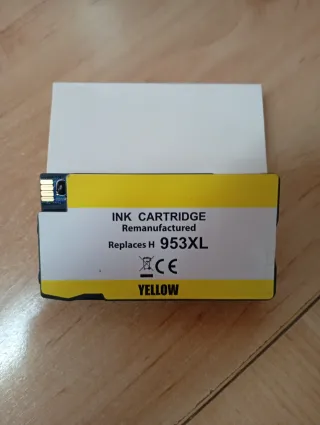 INK CARTRIDGE
Remanufactured
Replaces H 953XL
CE
YELLOW